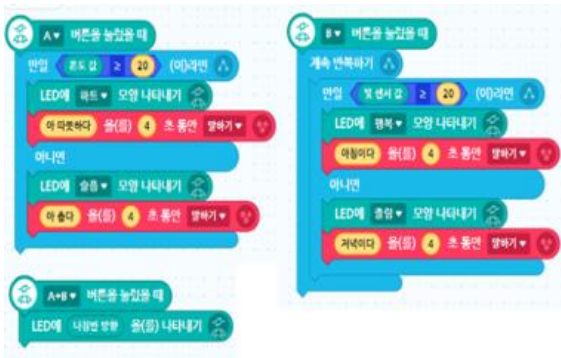 A▼ 버튼을 눌렀을 때
만일 온도 값 ≥ 20 (이)라면
LED에 하트▼ 모양 나타내기
아 따뜻하다 을(를) 4 초 동안 말하기▼
아니면
LED에 슬픔▼ 모양 나타내기
아 춥다 을(를) 4 초 동안 말하기▼
A+B▼ 버튼을 눌렀을 때
LED에 나침반 방향 을(를) 나타내기
B▼ 버튼을 눌렀을 때
계속 반복하기
만일 빛 센서 값 ≥ 20 (이)라면
LED에 행복▼ 모양 나타내기
아침이다 을(를) 4 초 동안 말하기▼
아니면
LED에 졸림▼ 모양 나타내기
저녁이다 을(를) 4 초 동안 말하기▼